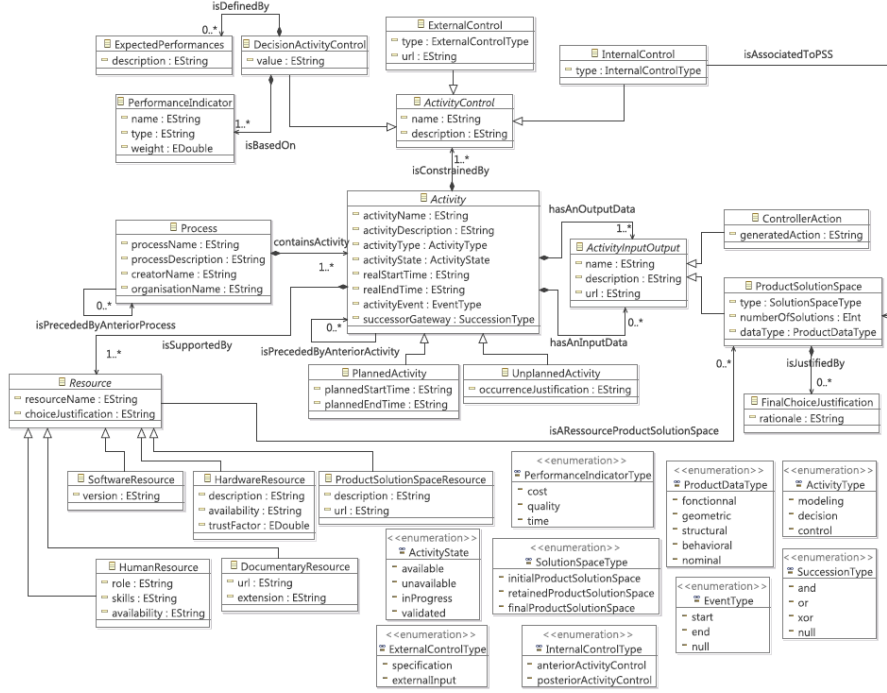 isDefinedBy
0..*
ExpectedPerformances
description : EString
DecisionActivityControl
value : EString
ExternalControl
type : ExternalControlType
url : EString
InternalControl
type : InternalControlType
isAssociatedToPSS
PerformanceIndicator
name : EString
type : EString
weight : EDouble
1..*
isBasedOn
ActivityControl
name : EString
description : EString
isConstrainedBy
1..*
Process
processName : EString
processDescription : EString
creatorName : EString
organisationName : EString
0..*
isPrecededByAnteriorProcess
containsActivity
1..*
Activity
activityName : EString
activityDescription : EString
activityType : ActivityType
activityState : ActivityState
realStartTime : EString
realEndTime : EString
activityEvent : EventType
successorGateway : SuccessionType
0..*
isPrecededByAnteriorActivity
isSupportedBy
1..*
hasAnOutputData
1..*
ActivityInputOutput
name : EString
description : EString
url : EString
0..*
hasAnInputData
ControllerAction
generatedAction : EString
ProductSolutionSpace
type : SolutionSpaceType
numberOfSolutions : EInt
dataType : ProductDataType
isJustifiedBy
0..*
0..*
FinalChoiceJustification
rationale : EString
PlannedActivity
plannedStartTime : EString
plannedEndTime : EString
UnplannedActivity
occurrenceJustification : EString
Resource
resourceName : EString
choiceJustification : EString
isARessourceProductSolutionSpace
SoftwareResource
version : EString
HardwareResource
description : EString
availability : EString
trustFactor : EDouble
ProductSolutionSpaceResource
description : EString
url : EString
HumanResource
role : EString
skills : EString
availability : EString
DocumentaryResource
url : EString
extension : EString
<<enumeration>>
PerformanceIndicatorType
cost
quality
time
<<enumeration>>
ProductDataType
fonctionnal
geometric
structural
behavioral
nominal
<<enumeration>>
ActivityType
modeling
decision
control
<<enumeration>>
ActivityState
available
unavailable
inProgress
validated
<<enumeration>>
SolutionSpaceType
initialProductSolutionSpace
retainedProductSolutionSpace
finalProductSolutionSpace
<<enumeration>>
EventType
start
end
null
<<enumeration>>
SuccessionType
and
or
xor
null
<<enumeration>>
ExternalControlType
specification
externalInput
<<enumeration>>
InternalControlType
anteriorActivityControl
posteriorActivityControl